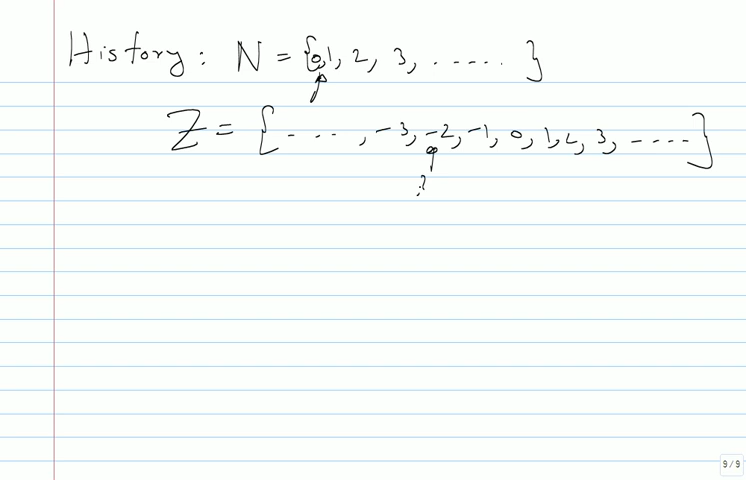 History: N = {0,1, 2, 3, ......}
Z = {...., -3, -2, -1, 0, 1, 2, 3, ----}
?
9/9